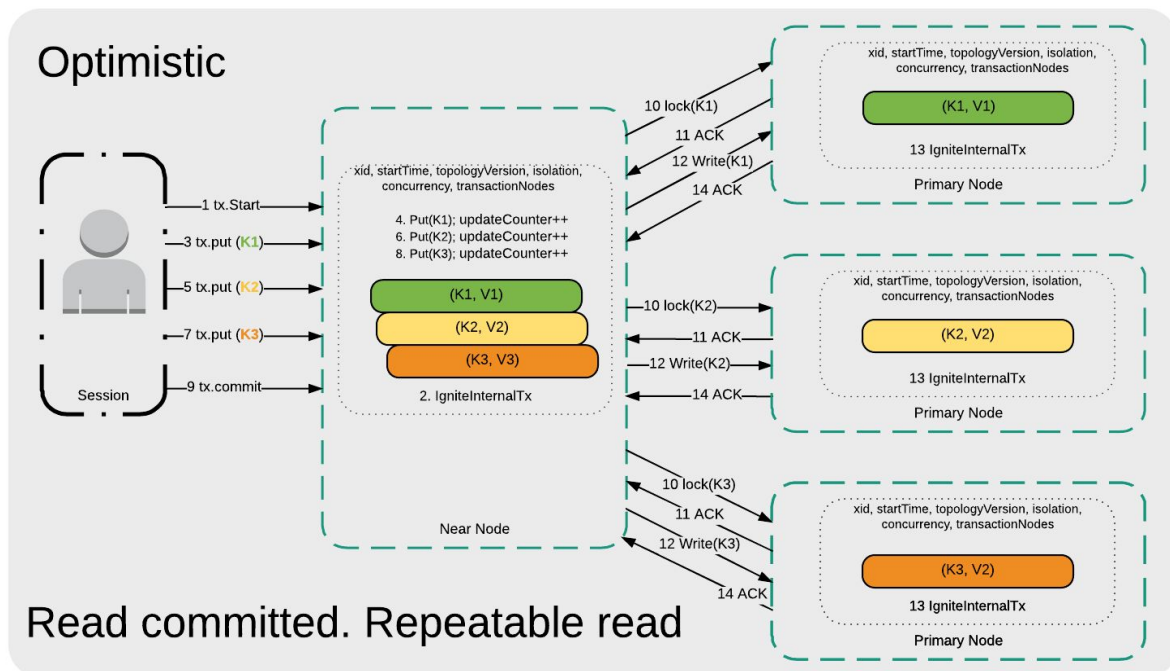 Optimistic
1 tx.Start
3 tx.put (K1)
5 tx.put (K2)
7 tx.put (K3)
9 tx.commit
Session
xid, startTime, topologyVersion, isolation,
concurrency, transactionNodes
4. Put(K1); updateCounter++
6. Put(K2); updateCounter++
8. Put(K3); updateCounter++
(K1, V1)
(K2, V2)
(K3, V3)
2. IgniteInternalTx
Near Node
10 lock(K1)
11 ACK
12 Write(K1)
14 ACK
10 lock(K2)
11 ACK
12 Write(K2)
14 ACK
10 lock(K3)
11 ACK
12 Write(K3)
14 ACK
xid, startTime, topologyVersion, isolation,
concurrency, transactionNodes
(K1, V1)
13 IgniteInternalTx
Primary Node
xid, startTime, topologyVersion, isolation,
concurrency, transactionNodes
(K2, V2)
13 IgniteInternalTx
Primary Node
xid, startTime, topologyVersion, isolation,
concurrency, transactionNodes
(K3, V2)
13 IgniteInternalTx
Primary Node
Read committed. Repeatable read